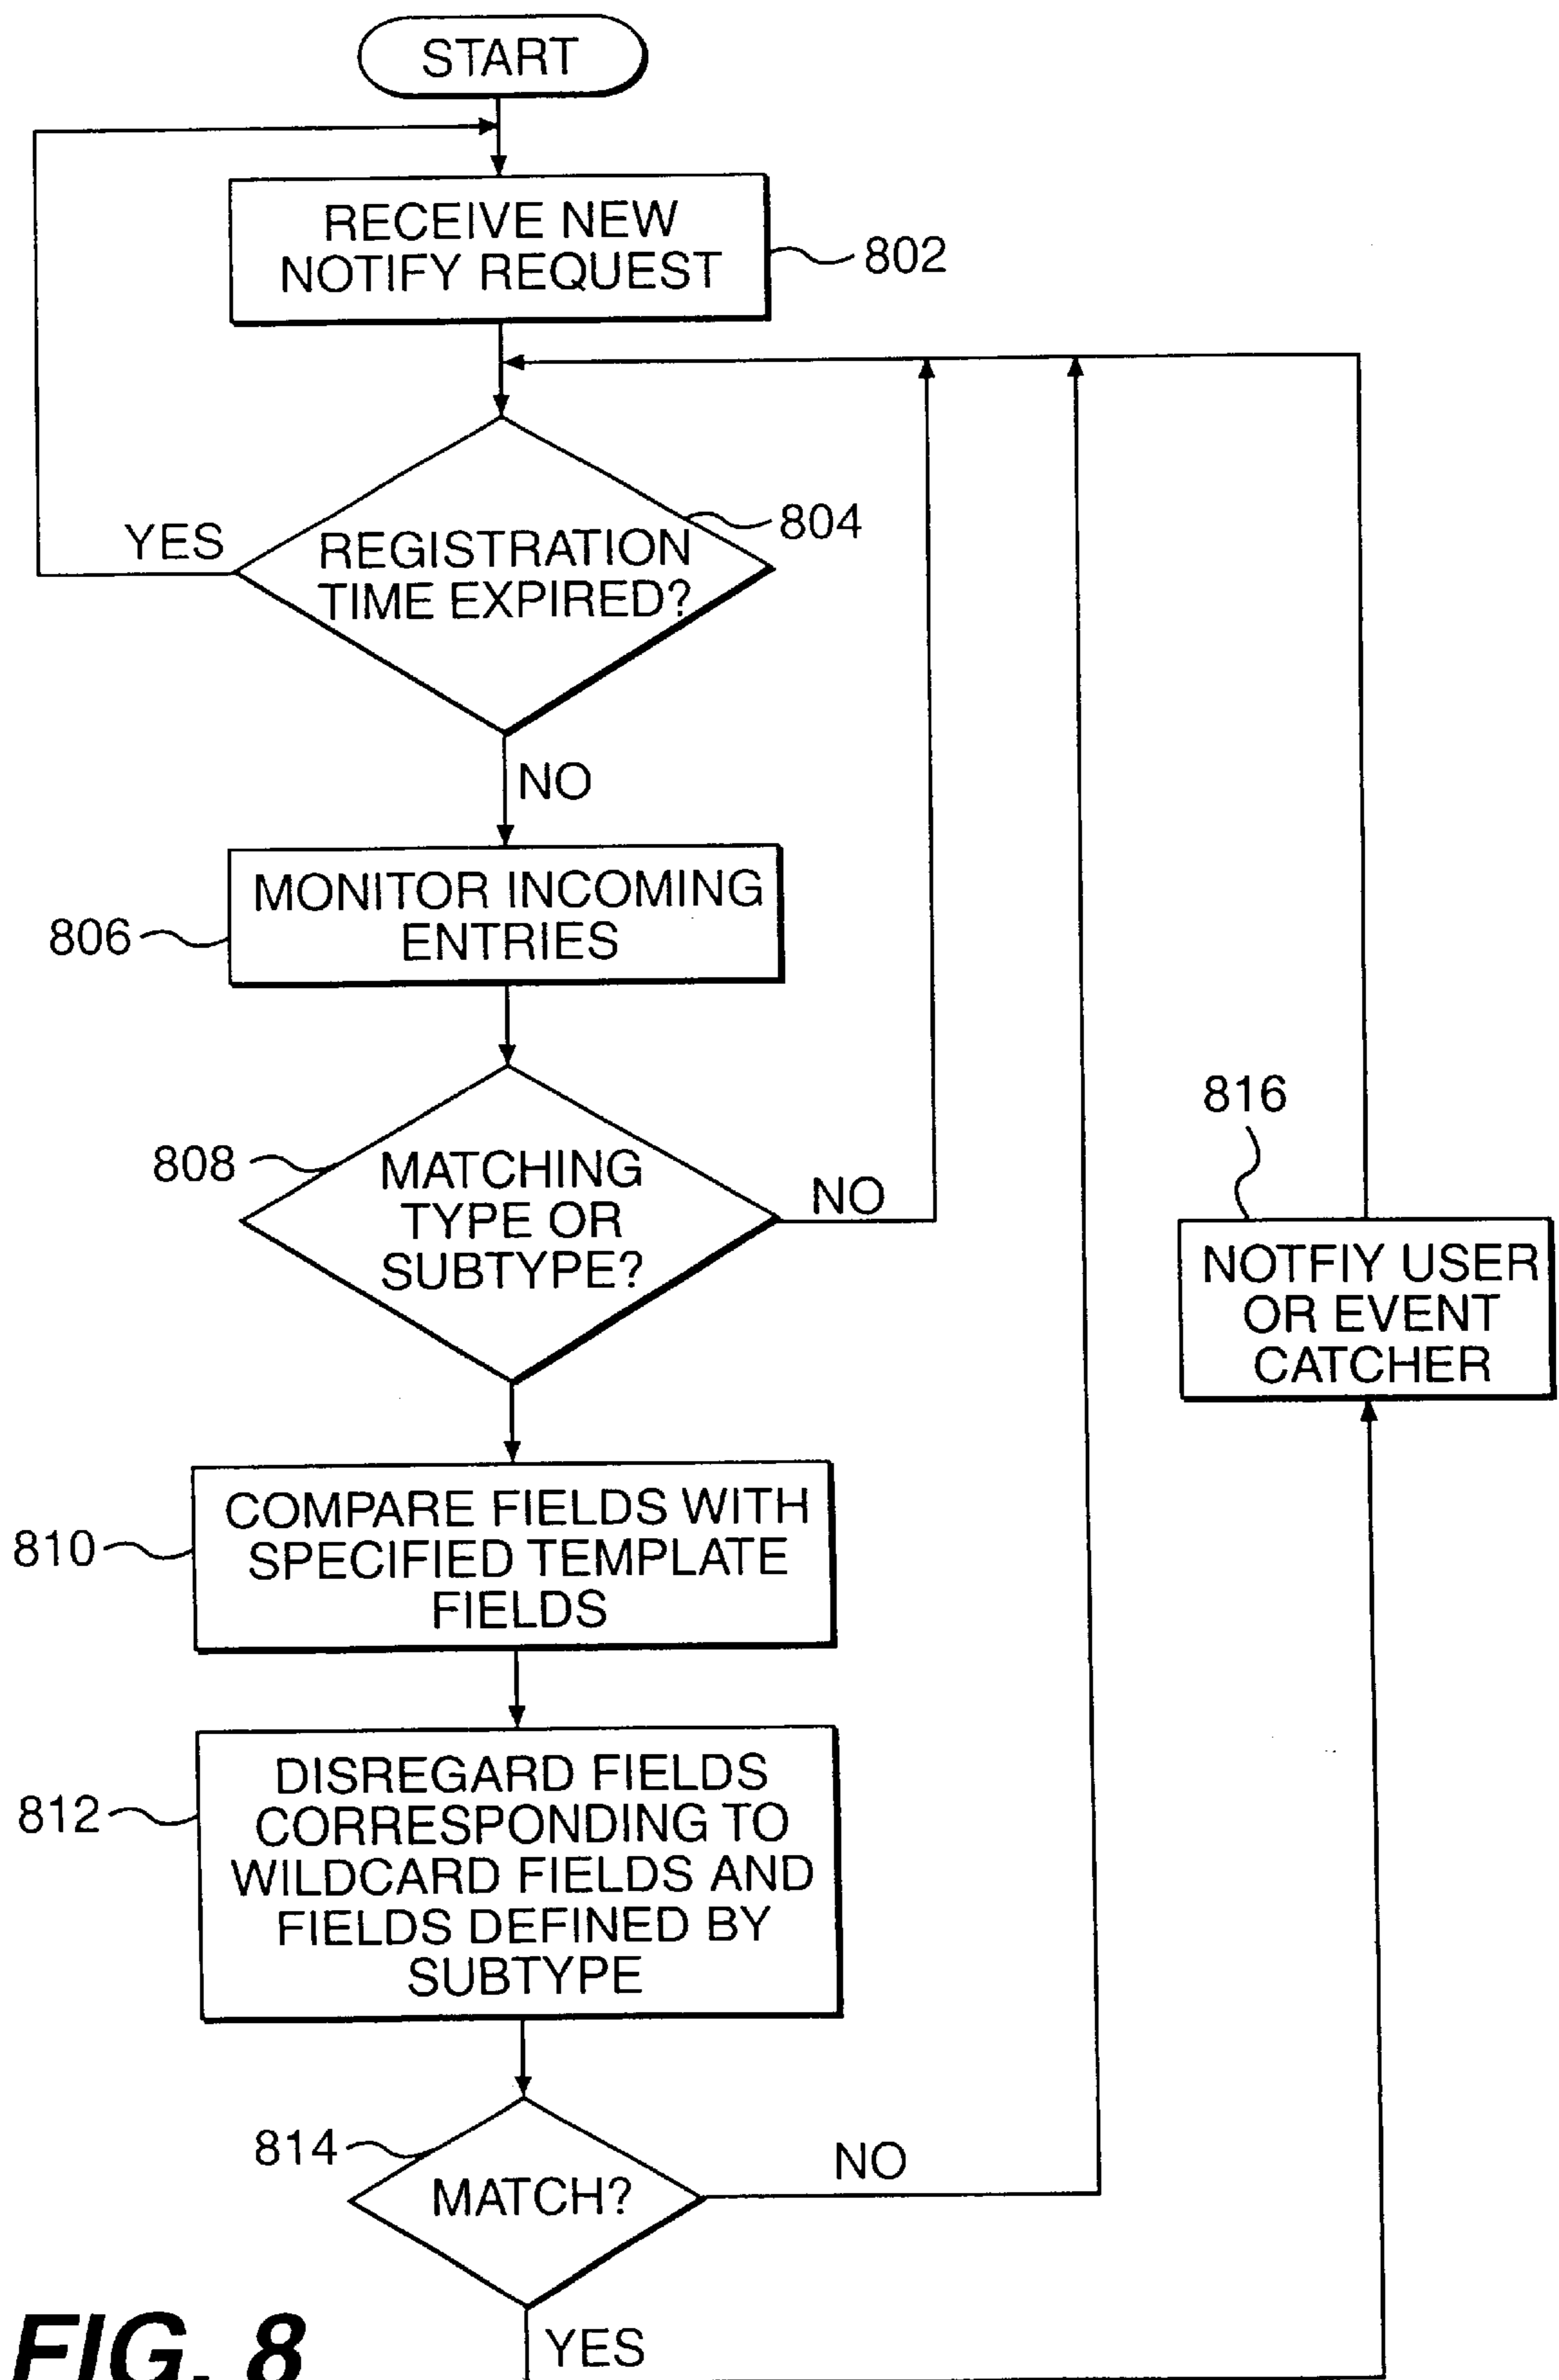 START
RECEIVE NEW
NOTIFY REQUEST
802
804
YES
REGISTRATION
TIME EXPIRED?
NO
806
MONITOR INCOMING
ENTRIES
808
MATCHING
TYPE OR
SUBTYPE?
NO
816
NOTFIY USER
OR EVENT
CATCHER
810
COMPARE FIELDS WITH
SPECIFIED TEMPLATE
FIELDS
812
DISREGARD FIELDS
CORRESPONDING TO
WILDCARD FIELDS AND
FIELDS DEFINED BY
SUBTYPE
814
MATCH?
NO
YES
FIG. 8